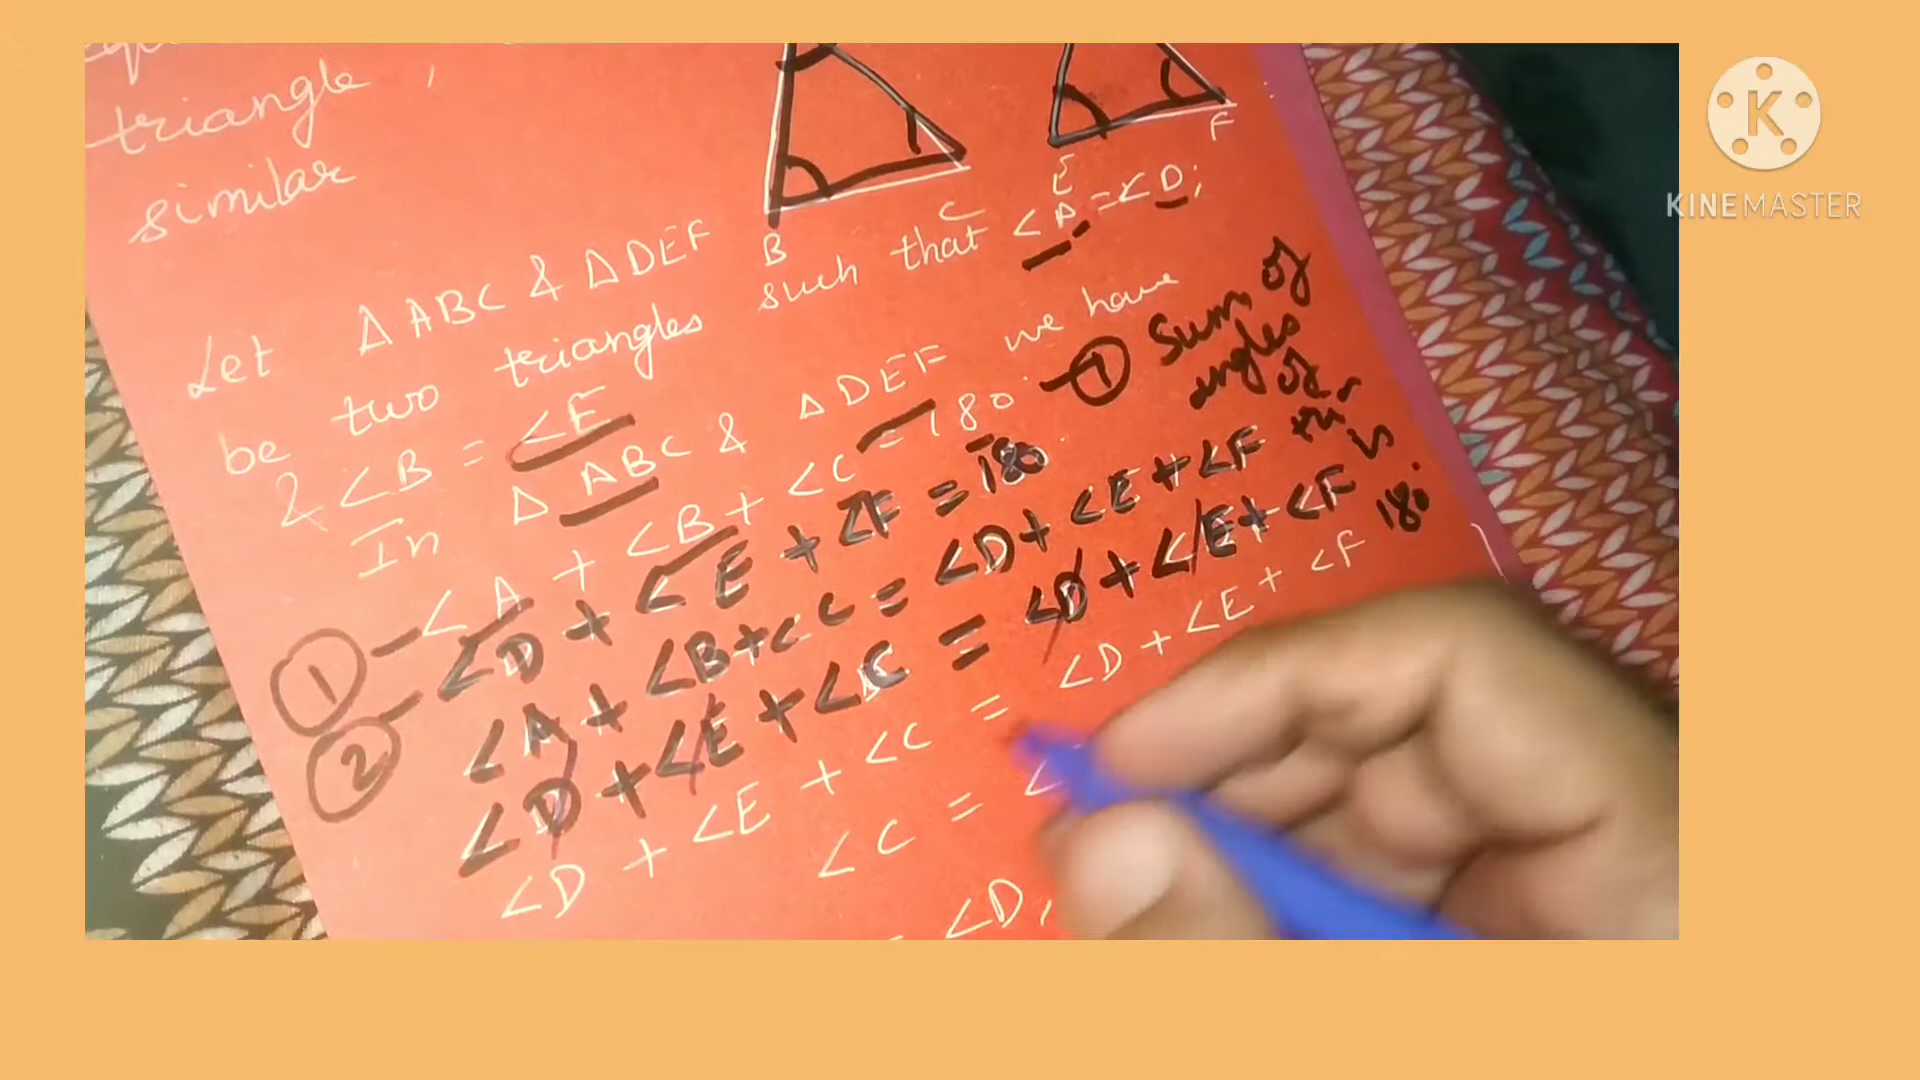 triangle,
similar
B
C
E
F
Let Δ ABC & Δ DEF
be two triangles such that ∠A = ∠D;
& ∠B = ∠E
In Δ ABC & Δ DEF we have
① ∠A + ∠B + ∠C = 180° ① Sum of
angles
of
is
180°
② ∠D + ∠E + ∠F = 180°
∠A + ∠B + ∠C = ∠D + ∠E + ∠F
∠D + ∠E + ∠C = ∠D + ∠E + ∠F
∠D + ∠E + ∠C = ∠D + ∠E + ∠F
∠C = ∠
= ∠D,
K
KINEMASTER